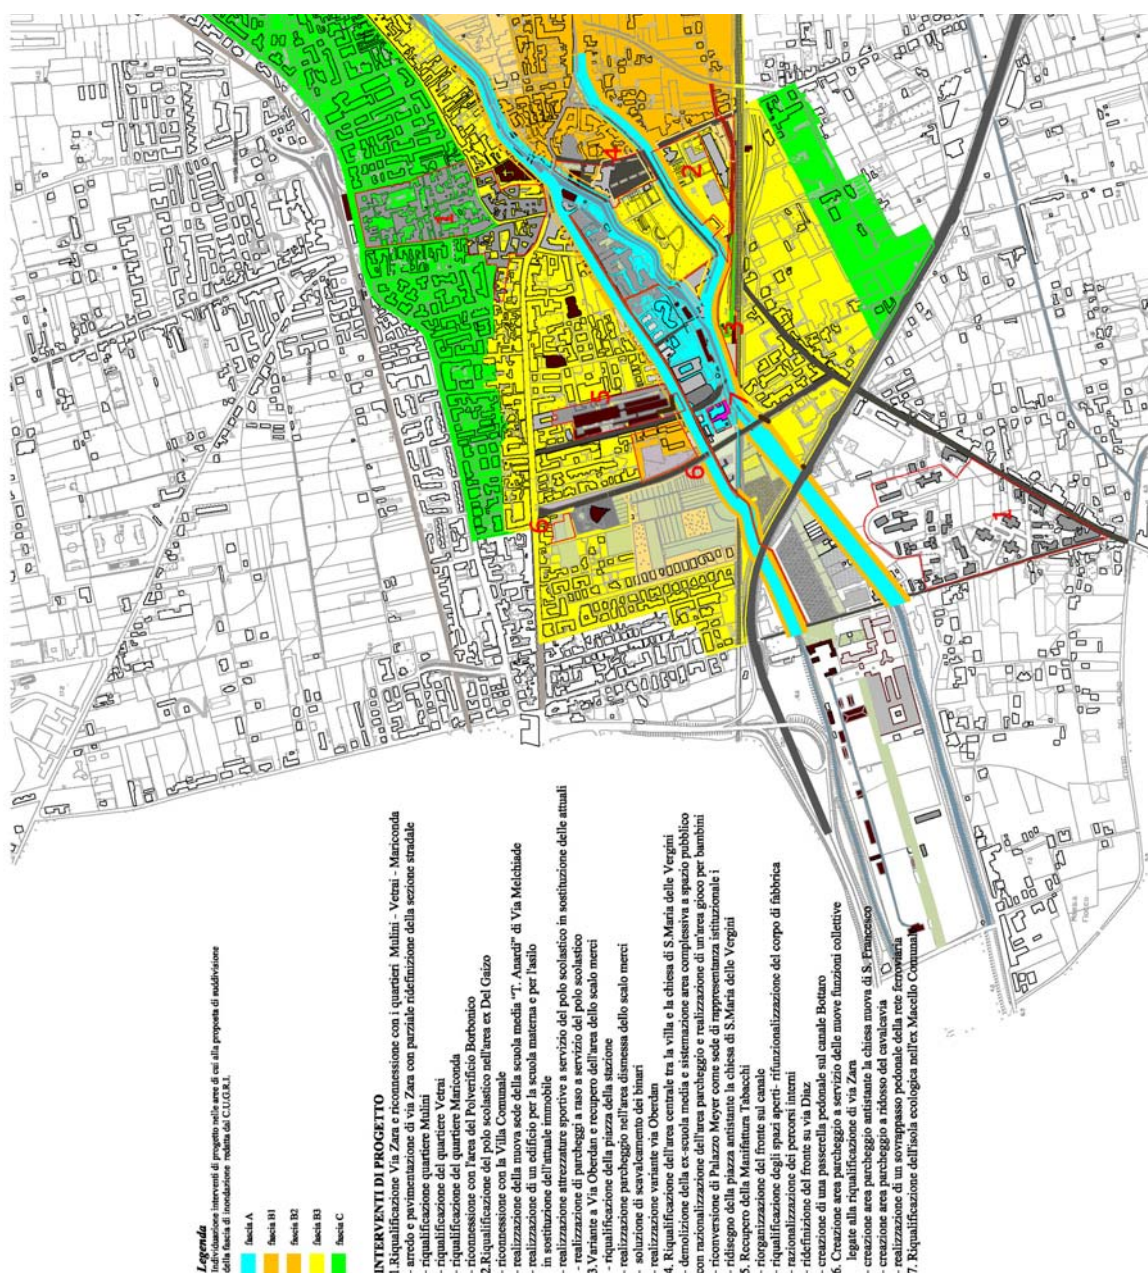 Legenda
Individuazione interventi di progetto nelle aree di cui alla proposta di suddivisione
della fascia di inondazione redatta dal C.U.G.R.I.
fascia A
fascia B1
fascia B2
fascia B3
fascia C
INTERVENTI DI PROGETTO
1.Riqualificazione Via Zara e riconnessione con i quartieri Mulini - Vetrai - Mariconda
- arredo e pavimentazione di via Zara con parziale ridefinizione della sezione stradale
- riqualificazione quartiere Mulini
- riqualificazione del quartiere Vetrai
- riqualificazione del quartiere Mariconda
- riconnessione con l'area del Polverificio Borbonico
2.Riqualificazione del polo scolastico nell'area ex Del Gaizo
- riconnessione con la Villa Comunale
- realizzazione della nuova sede della scuola media "T. Anardi" di Via Melchiade
- realizzazione di un edificio per la scuola materna e per l'asilo
in sostituzione dell'attuale immobile
- realizzazione attrezzature sportive a servizio del polo scolastico in sostituzione delle attuali
- realizzazione di parcheggi a raso a servizio del polo scolastico
3.Variante a Via Oberdan e recupero dell'area dello scalo merci
- riqualificazione della piazza della stazione
- realizzazione parcheggio nell'area dismessa dello scalo merci
- soluzione di scavalcamento dei binari
- realizzazione variante via Oberdan
4. Riqualificazione dell'area centrale tra la villa e la chiesa di S.Maria delle Vergini
- demolizione della ex-scuola media e sistemazione area complessiva a spazio pubblico
con razionalizzazione dell'area parcheggio e realizzazione di un'area gioco per bambini
- riconversione di Palazzo Meyer come sede di rappresentanza istituzionale i
- ridisegno della piazza antistante la chiesa di S.Maria delle Vergini
5. Recupero della Manifattura Tabacchi
- riorganizzazione del fronte sul canale
- riqualificazione degli spazi aperti- rifunzionalizzazione del corpo di fabbrica
- razionalizzazione dei percorsi interni
- ridefinizione del fronte su via Diaz
- creazione di una passerella pedonale sul canale Bottaro
6. Creazione area parcheggio a servizio delle nuove funzioni collettive
legate alla riqualificazione di via Zara
- creazione area parcheggio antistante la chiesa nuova di S. Francesco
- creazione area parcheggio a ridosso del cavalcavia
- realizzazione di un sovrappasso pedonale della rete ferroviaria
7. Riqualificazione dell'isola ecologica nell'ex Macello Comunale
1
4
2
2
3
5
7
6
6
1